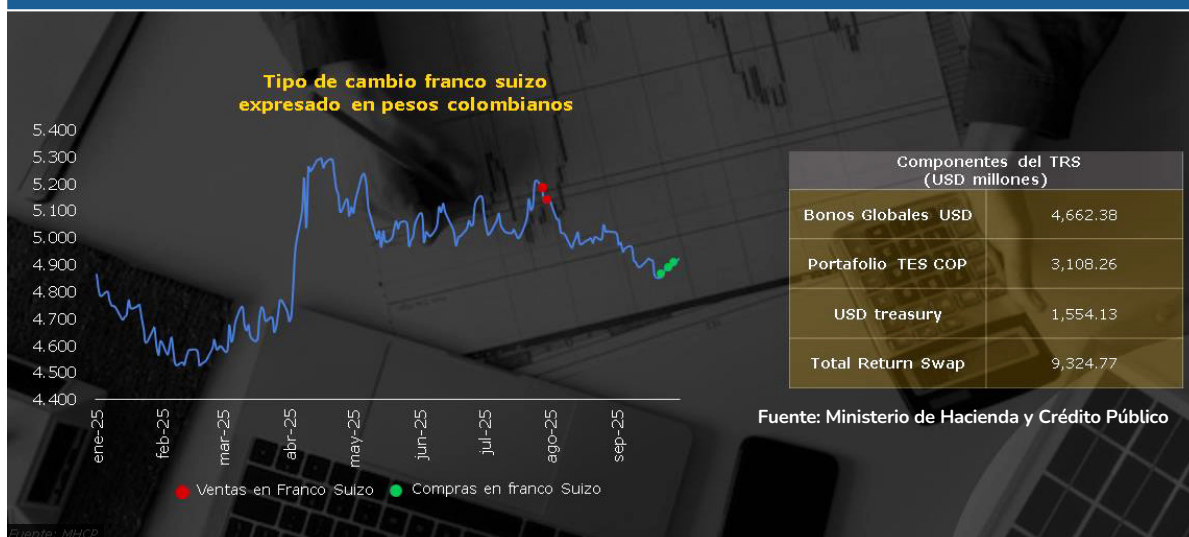 Tipo de cambio franco suizo
expresado en pesos colombianos
5.400
5.300
5.200
5.100
5.000
4.900
4.800
4.700
4.600
4.500
4.400
ene-25
feb-25
mar-25
abr-25
may-25
jun-25
jul-25
ago-25
sep-25
Ventas en Franco Suizo
Compras en franco Suizo
Componentes del TRS
(USD millones)
Bonos Globales USD 4,662.38
Portafolio TES COP 3,108.26
USD treasury 1,554.13
Total Return Swap 9,324.77
Fuente: Ministerio de Hacienda y Crédito Público
Fuente: MHCP